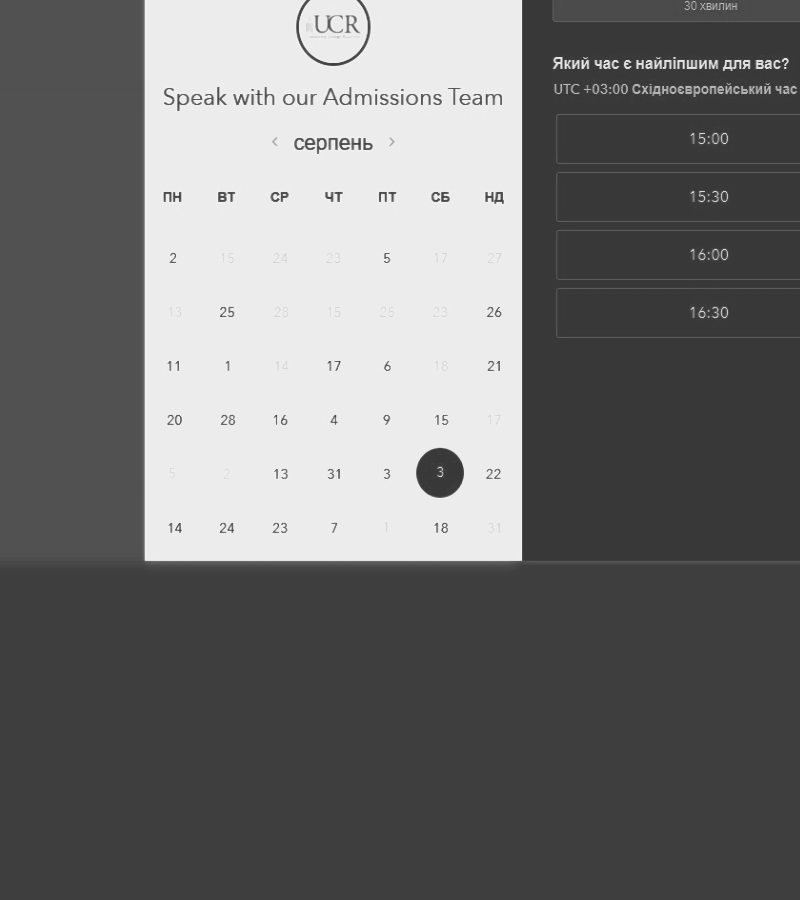 UCR
Speak with our Admissions Team
серпень
ПН ВТ СР ЧТ ПТ СБ НД
2 15 24 23 5 17 27
13 25 28 15 25 23 26
11 1 14 17 6 18 21
20 28 16 4 9 15 17
5 2 13 31 3 3 22
14 24 23 7 1 18 31
30 хвилин
Який час є найліпшим для вас?
UTC +03:00 Східноєвропейський час
15:00
15:30
16:00
16:30